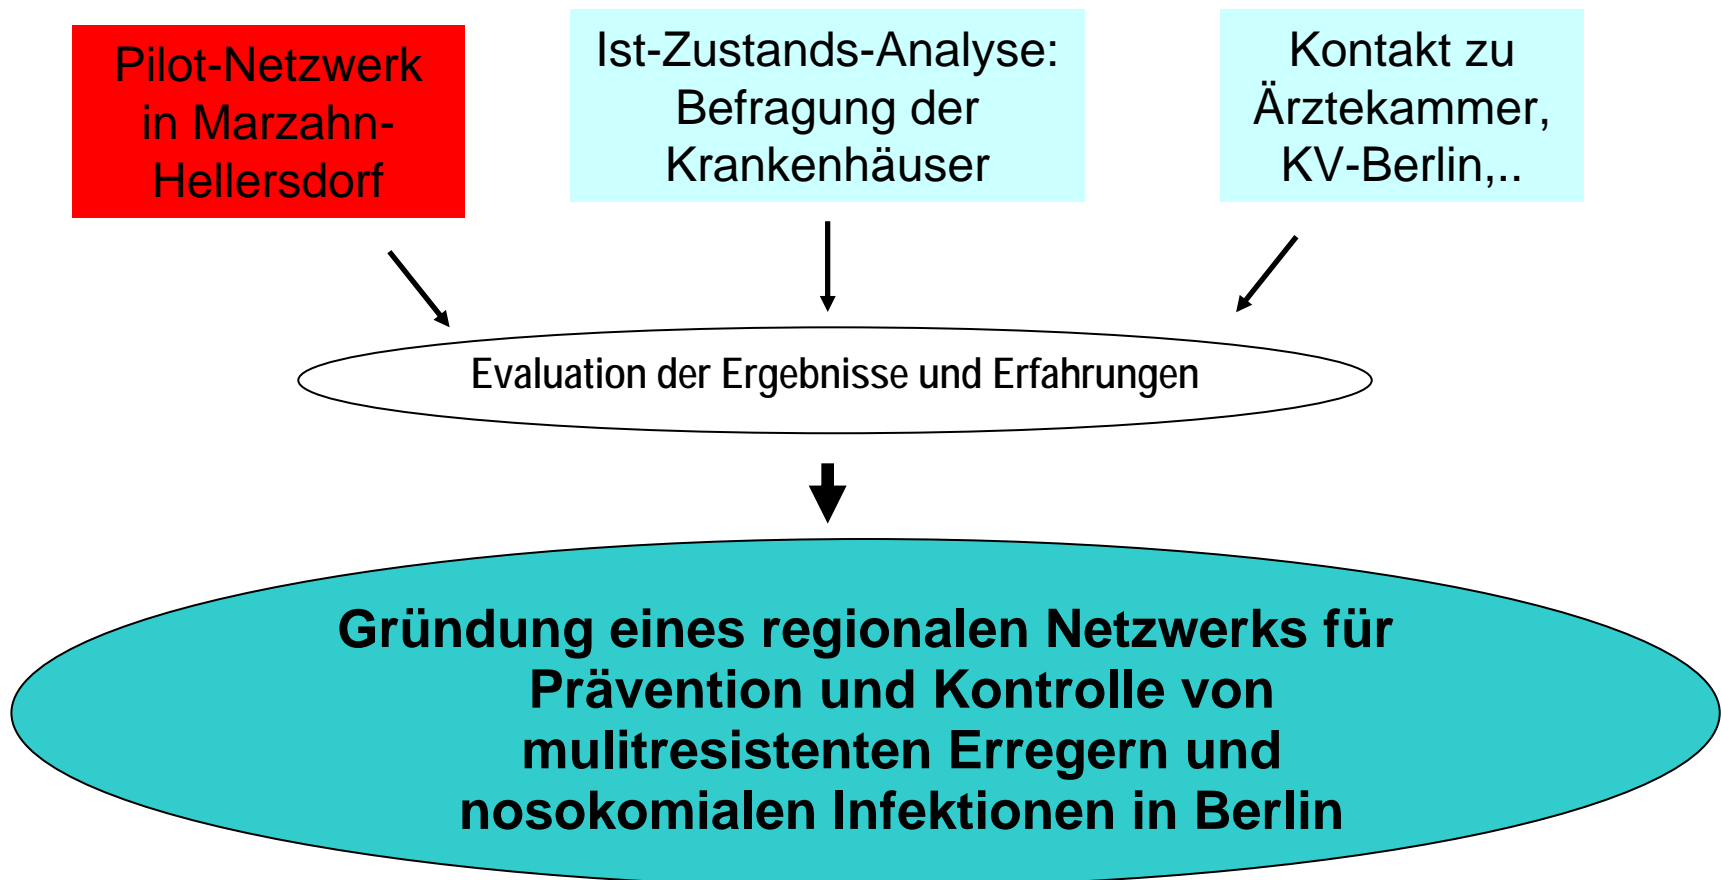 Pilot-Netzwerk
in Marzahn-
Hellersdorf
Ist-Zustands-Analyse:
Befragung der
Krankenhäuser
Kontakt zu
Ärztekammer,
KV-Berlin,..
Evaluation der Ergebnisse und Erfahrungen
Gründung eines regionalen Netzwerks für
Prävention und Kontrolle von
mulitresistenten Erregern und
nosokomialen Infektionen in Berlin